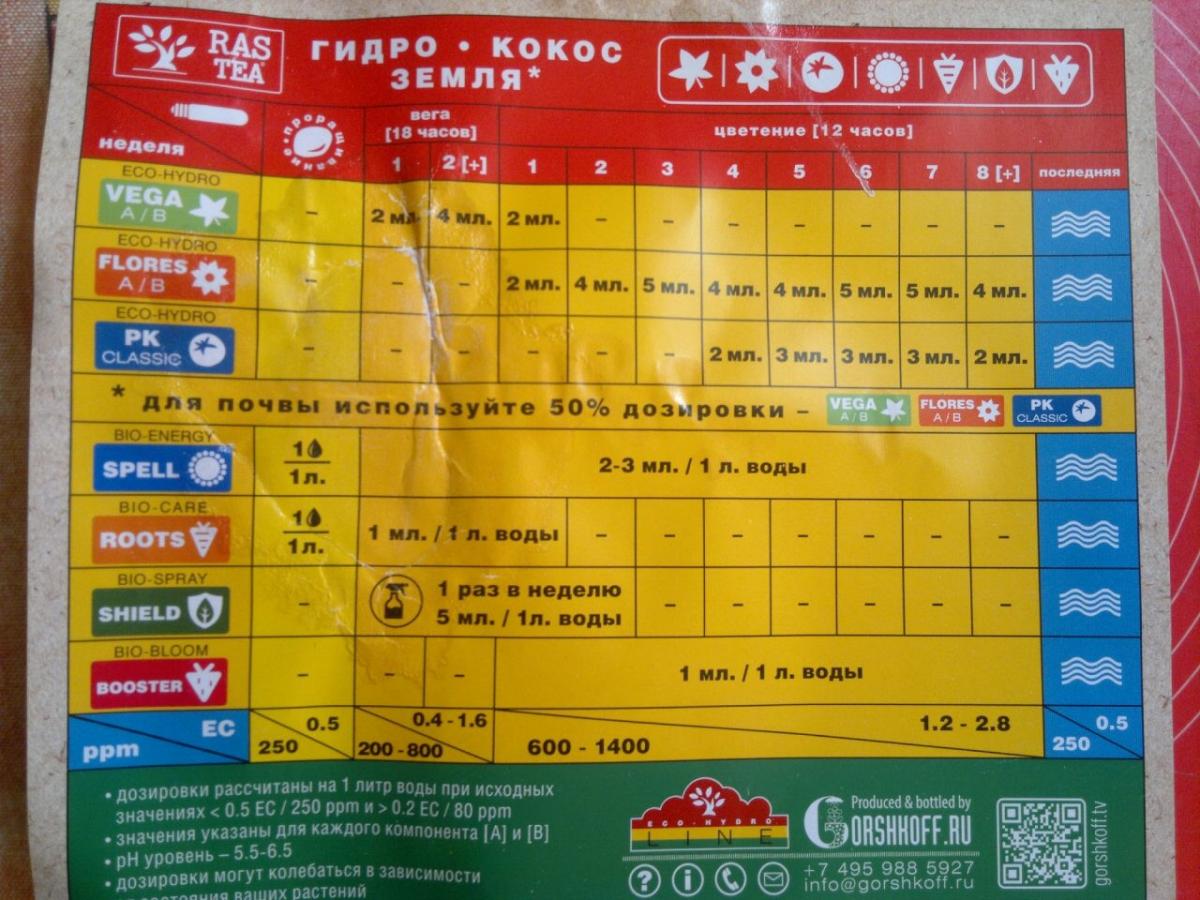 RAS
TEA
ГИДРО • КОКОС
ЗЕМЛЯ*
неделя
проращивание
вега
[18 часов]
цветение [12 часов]
1 2 [+] 1 2 3 4 5 6 7 8 [+] последняя
ECO-HYDRO
VEGA
A/B
– 2 мл. 4 мл. 2 мл. – – – – – – –
ECO-HYDRO
FLORES
A/B
– – – 2 мл. 4 мл. 5 мл. 4 мл. 4 мл. 5 мл. 5 мл. 4 мл.
ECO-HYDRO
PK
CLASSIC
– – – – – – 2 мл. 3 мл. 3 мл. 3 мл. 2 мл.
* для почвы используйте 50% дозировки –
VEGA
A/B
FLORES
A/B
PK
CLASSIC
BIO-ENERGY
SPELL
1
1л.
2-3 мл. / 1 л. воды
BIO-CARE
ROOTS
1
1л.
1 мл. / 1 л. воды – – – – – – –
BIO-SPRAY
SHIELD
–
1 раз в неделю
5 мл. / 1л. воды
– – – – – –
BIO-BLOOM
BOOSTER
– – – 1 мл. / 1 л. воды
EC 0.5 0.4 - 1.6 1.2 - 2.8 0.5
ppm 250 200 - 800 600 - 1400 250
• дозировки рассчитаны на 1 литр воды при исходных
значениях < 0.5 EC / 250 ppm и > 0.2 EC / 80 ppm
• значения указаны для каждого компонента [A] и [B]
• pH уровень – 5.5-6.5
• дозировки могут колебаться в зависимости
состояния ваших растений
ECO-HYDRO
LINE
Produced & bottled by
GORSHKOFF.RU
+7 495 988 5927
info@gorshkoff.ru
gorshkoff.tv